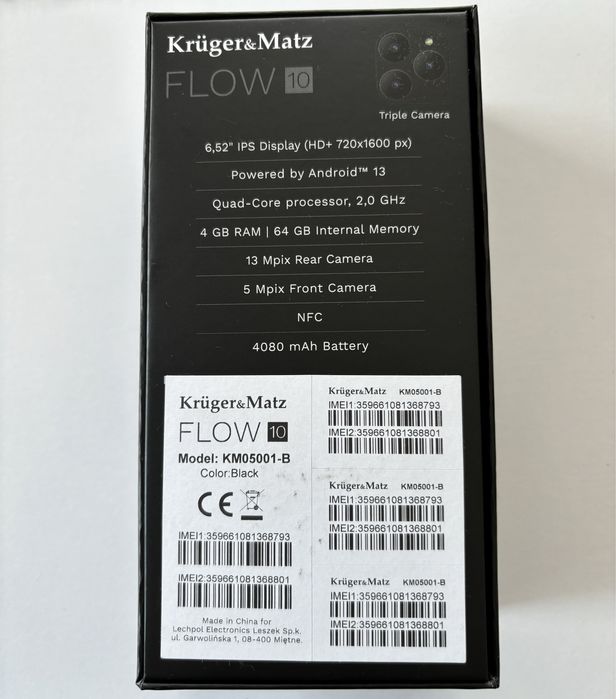 Krüger&Matz
FLOW 10
Triple Camera
6,52" IPS Display (HD+ 720x1600 px)
Powered by Android™ 13
Quad-Core processor, 2,0 GHz
4 GB RAM | 64 GB Internal Memory
13 Mpix Rear Camera
5 Mpix Front Camera
NFC
4080 mAh Battery
Krüger&Matz
FLOW 10
Model: KM05001-B
Color:Black
CE
IMEI1:359661081368793
IMEI2:359661081368801
Made in China for
Lechpol Electronics Leszek Sp.k.
ul. Garwolińska 1, 08-400 Miętne.
Krüger&Matz KM05001-B
IMEI1:359661081368793
IMEI2:359661081368801
Krüger&Matz KM05001-B
IMEI1:359661081368793
IMEI2:359661081368801
Krüger&Matz KM05001-B
IMEI1:359661081368793
IMEI2:359661081368801